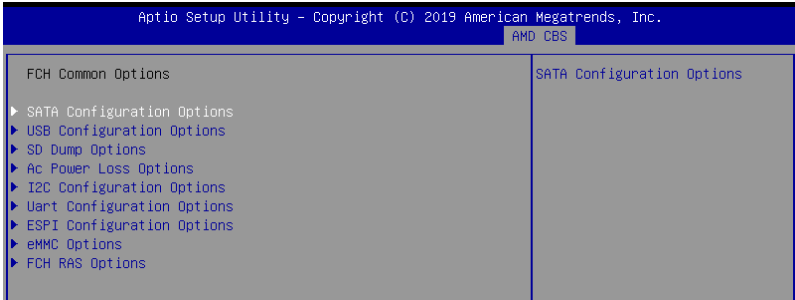 Aptio Setup Utility – Copyright (C) 2019 American Megatrends, Inc.
AMD CBS
FCH Common Options
SATA Configuration Options
SATA Configuration Options
USB Configuration Options
SD Dump Options
Ac Power Loss Options
I2C Configuration Options
Uart Configuration Options
ESPI Configuration Options
eMMC Options
FCH RAS Options